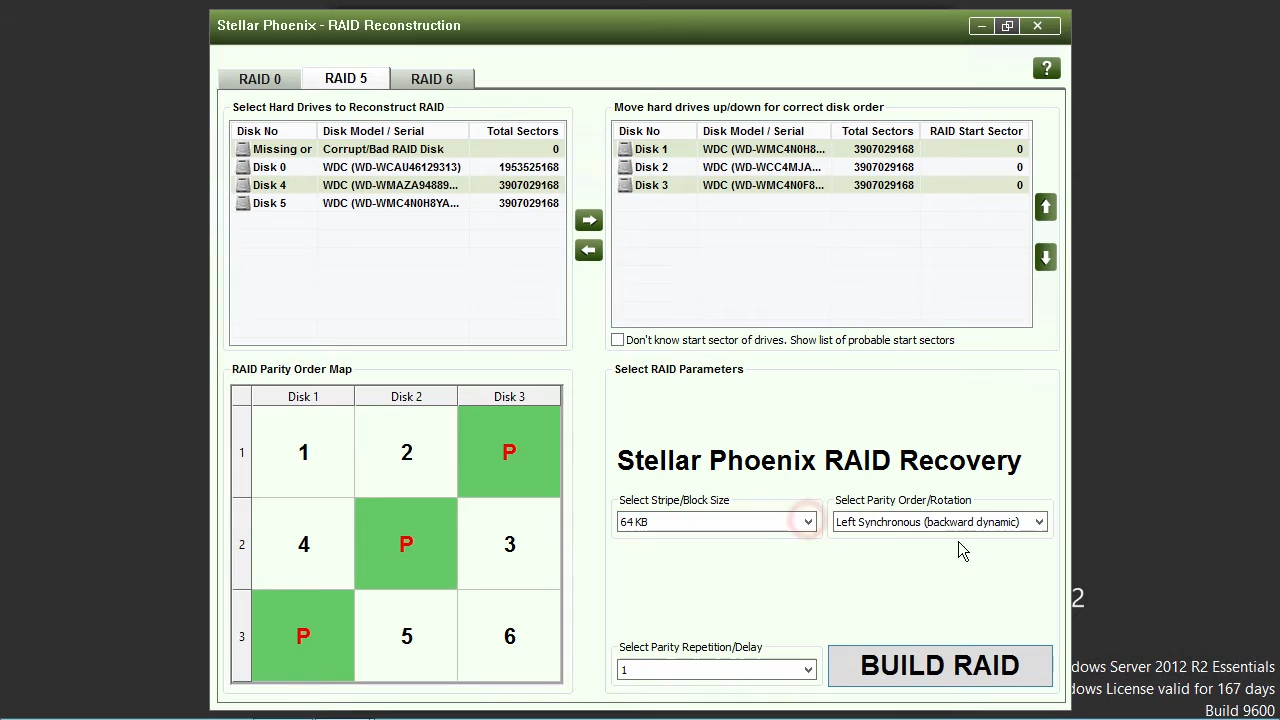 Stellar Phoenix - RAID Reconstruction
RAID 0
RAID 5
RAID 6
?
Select Hard Drives to Reconstruct RAID
Disk No Disk Model / Serial Total Sectors
Missing or Corrupt/Bad RAID Disk 0
Disk 0 WDC (WD-WCAU46129313) 1953525168
Disk 4 WDC (WD-WMAZA94889... 3907029168
Disk 5 WDC (WD-WMC4N0H8YA... 3907029168
Move hard drives up/down for correct disk order
Disk No Disk Model / Serial Total Sectors RAID Start Sector
Disk 1 WDC (WD-WMC4N0H8... 3907029168 0
Disk 2 WDC (WD-WCC4MJA... 3907029168 0
Disk 3 WDC (WD-WMC4N0F8... 3907029168 0
Don't know start sector of drives. Show list of probable start sectors
RAID Parity Order Map
Disk 1 Disk 2 Disk 3
1 1 2 P
2 4 P 3
3 P 5 6
Select RAID Parameters
Stellar Phoenix RAID Recovery
Select Stripe/Block Size
64 KB
Select Parity Order/Rotation
Left Synchronous (backward dynamic)
Select Parity Repetition/Delay
1
BUILD RAID
2
dows Server 2012 R2 Essentials
dows License valid for 167 days
Build 9600